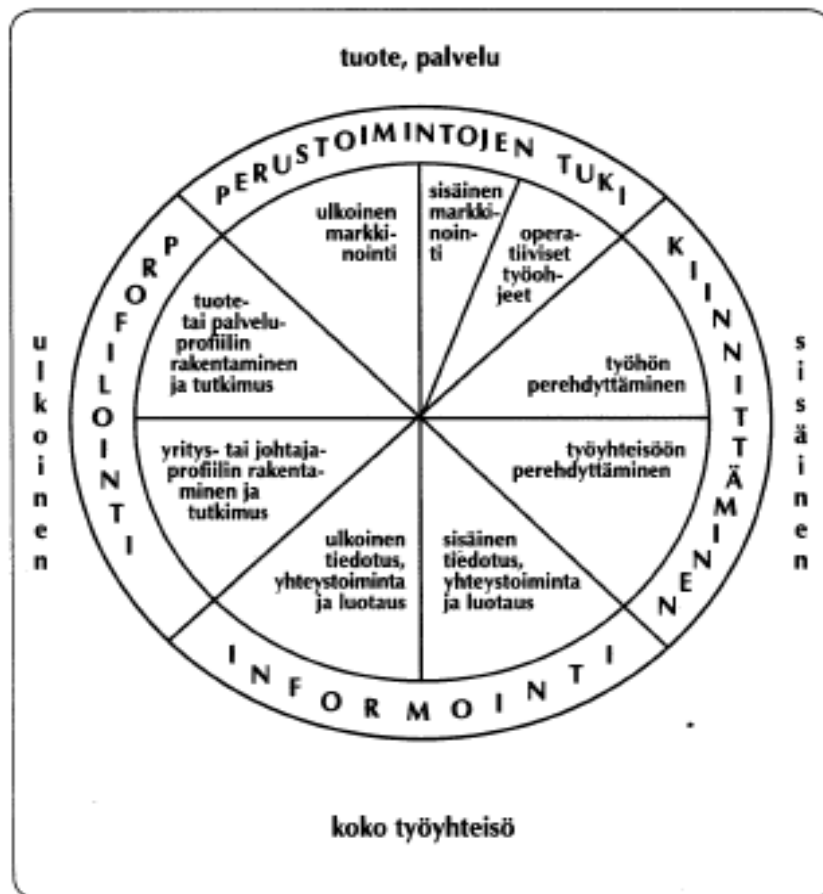 tuote, palvelu
PERUSTOIMINTOJEN TUKI
ulkoinen
markki-
nointi
sisäinen
markki-
noin-
ti
opera-
tiiviset
työoh-
jeet
PROFILOINTI
KIINNITTÄMINEN
tuote-
tai palvelu-
profiilin
rakentaminen
ja tutkimus
työhön
perehdyttäminen
ulkoinen
sisäinen
yritys- tai johtaja-
profiilin rakenta-
minen ja
tutkimus
työyhteisöön
perehdyttäminen
ulkoinen
tiedotus,
yhteystoiminta
ja luotaus
sisäinen
tiedotus,
yhteystoiminta
ja luotaus
INFORMOINTI
koko työyhteisö